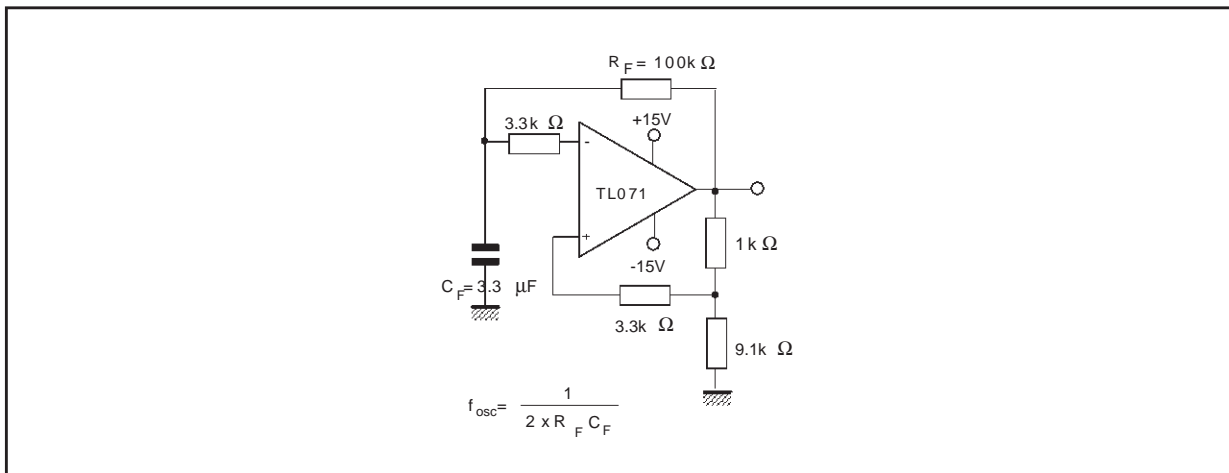 R F = 100k Ω
3.3k Ω
+15V
-
TL071
+
-15V
1k Ω
C F = 3.3 μF
3.3k Ω
9.1k Ω
f osc = 1
2 x R F C F